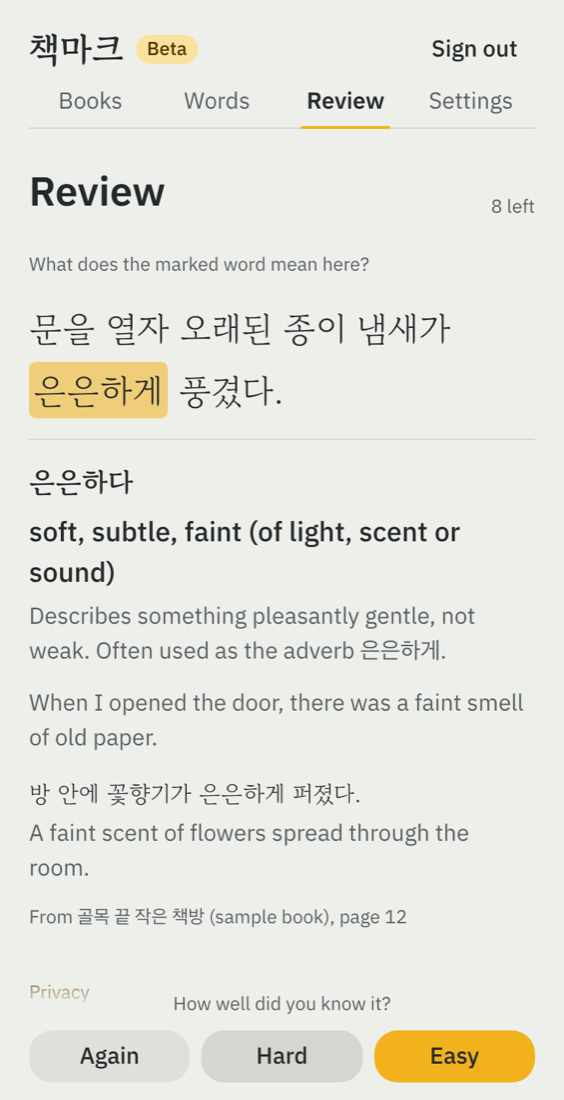 책마크 Beta Sign out
Books Words Review Settings
Review
8 left
What does the marked word mean here?
문을 열자 오래된 종이 냄새가
은은하게 풍겼다.
은은하다
soft, subtle, faint (of light, scent or
sound)
Describes something pleasantly gentle, not
weak. Often used as the adverb 은은하게.
When I opened the door, there was a faint smell
of old paper.
방 안에 꽃향기가 은은하게 퍼졌다.
A faint scent of flowers spread through the
room.
From 골목 끝 작은 책방 (sample book), page 12
Privacy
How well did you know it?
Again Hard Easy